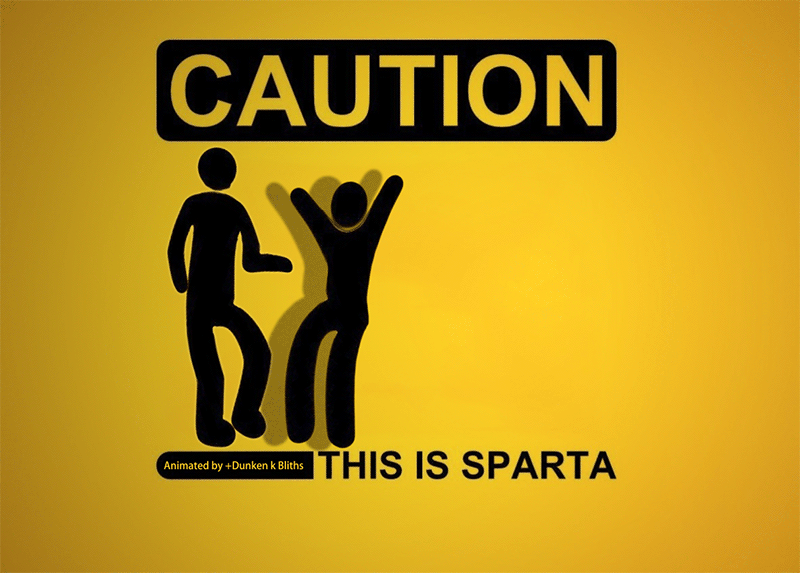 CAUTION
Animated by +Dunken k Bliths
THIS IS SPARTA